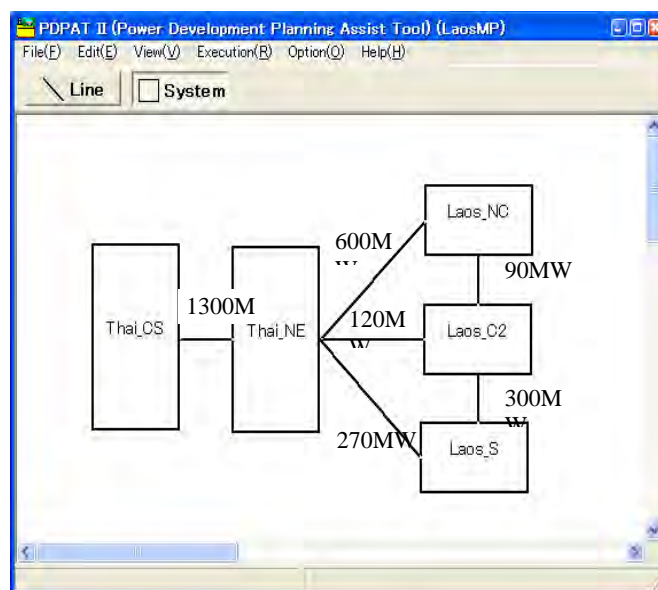 PDPAT II (Power Development Planning Assist Tool) (LaosMP)
File(F) Edit(E) View(V) Execution(R) Option(O) Help(H)
Line System
Laos_NC
600M
W
90MW
1300M
120M
W
Thai_CS
Thai_NE
Laos_C2
300M
W
270MW
Laos_S